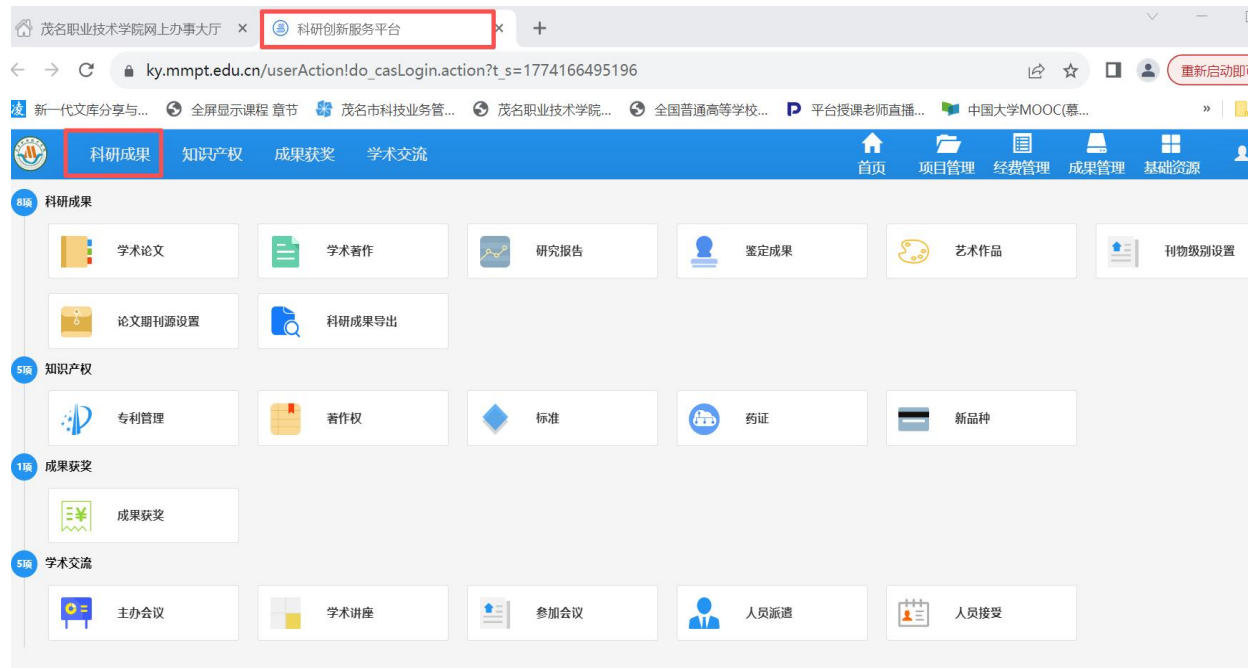 茂名职业技术学院网上办事大厅 × 科研创新服务平台 × +
ky.mmpt.edu.cn/userAction!do_casLogin.action?t_s=1774166495196 重新启动即可
新一代文库分享与... 全屏显示课程 章节 茂名市科技业务管... 茂名职业技术学院... 全国普通高等学校... 平台授课老师直播... 中国大学MOOC(慕... »
科研成果 知识产权 成果获奖 学术交流 首页 项目管理 经费管理 成果管理 基础资源
8项 科研成果
学术论文 学术著作 研究报告 鉴定成果 艺术作品 刊物级别设置
论文期刊源设置 科研成果导出
5项 知识产权
专利管理 著作权 标准 药证 新品种
1项 成果获奖
成果获奖
5项 学术交流
主办会议 学术讲座 参加会议 人员派遣 人员接受